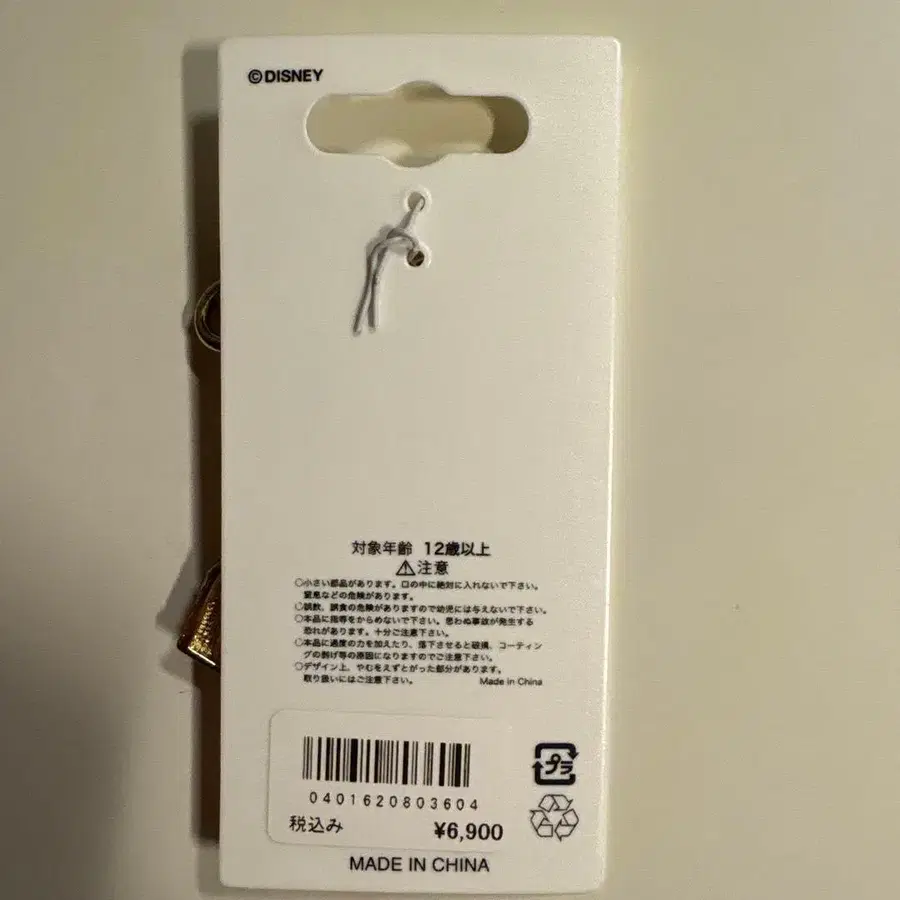 ©DISNEY
対象年齢 12歳以上
⚠注意
○小さい部品があります。口の中に絶対に入れないで下さい。
窒息などの危険があります。
○誤飲、誤食の危険がありますので幼児には与えないで下さい。
○本品に指等をからめないで下さい。思わぬ事故が発生する
恐れがあります。十分ご注意下さい。
○本品に過度の力を加えたり、落下させると破損、コーティン
グの剥げ等の原因になりますのでご注意下さい。
○デザイン上、やむをえずとがった部分があります。
取り扱いにはご注意下さい。 Made in China
0401620803604
税込み ¥6,900
プラ
MADE IN CHINA